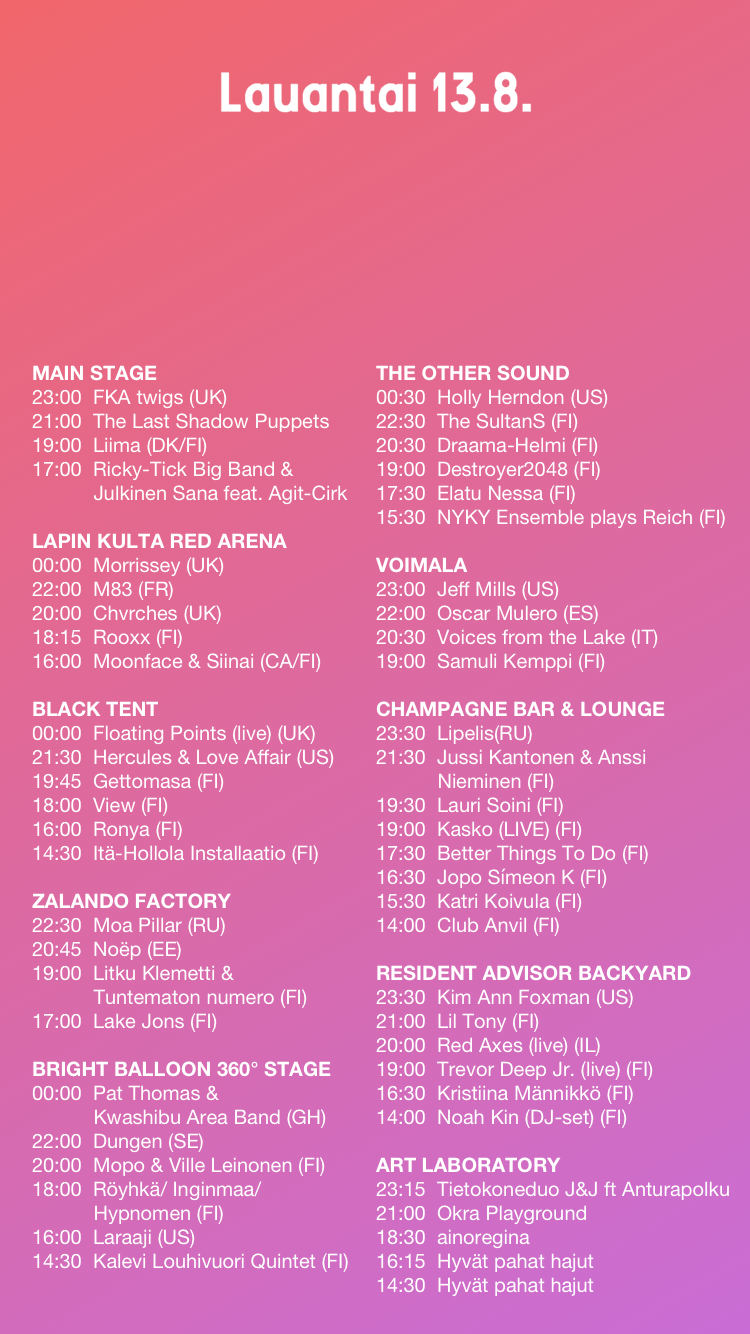 Lauantai 13.8.
MAIN STAGE
23:00 FKA twigs (UK)
21:00 The Last Shadow Puppets
19:00 Liima (DK/FI)
17:00 Ricky-Tick Big Band &
Julkinen Sana feat. Agit-Cirk
LAPIN KULTA RED ARENA
00:00 Morrissey (UK)
22:00 M83 (FR)
20:00 Chvrches (UK)
18:15 Rooxx (FI)
16:00 Moonface & Siinai (CA/FI)
BLACK TENT
00:00 Floating Points (live) (UK)
21:30 Hercules & Love Affair (US)
19:45 Gettomasa (FI)
18:00 View (FI)
16:00 Ronya (FI)
14:30 Itä-Hollola Installaatio (FI)
ZALANDO FACTORY
22:30 Moa Pillar (RU)
20:45 Noëp (EE)
19:00 Litku Klemetti &
Tuntematon numero (FI)
17:00 Lake Jons (FI)
BRIGHT BALLOON 360° STAGE
00:00 Pat Thomas &
Kwashibu Area Band (GH)
22:00 Dungen (SE)
20:00 Mopo & Ville Leinonen (FI)
18:00 Röyhkä/ Inginmaa/
Hypnomen (FI)
16:00 Laraaji (US)
14:30 Kalevi Louhivuori Quintet (FI)
THE OTHER SOUND
00:30 Holly Herndon (US)
22:30 The SultanS (FI)
20:30 Draama-Helmi (FI)
19:00 Destroyer2048 (FI)
17:30 Elatu Nessa (FI)
15:30 NYKY Ensemble plays Reich (FI)
VOIMALA
23:00 Jeff Mills (US)
22:00 Oscar Mulero (ES)
20:30 Voices from the Lake (IT)
19:00 Samuli Kemppi (FI)
CHAMPAGNE BAR & LOUNGE
23:30 Lipelis(RU)
21:30 Jussi Kantonen & Anssi
Nieminen (FI)
19:30 Lauri Soini (FI)
19:00 Kasko (LIVE) (FI)
17:30 Better Things To Do (FI)
16:30 Jopo Símeon K (FI)
15:30 Katri Koivula (FI)
14:00 Club Anvil (FI)
RESIDENT ADVISOR BACKYARD
23:30 Kim Ann Foxman (US)
21:00 Lil Tony (FI)
20:00 Red Axes (live) (IL)
19:00 Trevor Deep Jr. (live) (FI)
16:30 Kristiina Männikkö (FI)
14:00 Noah Kin (DJ-set) (FI)
ART LABORATORY
23:15 Tietokoneduo J&J ft Anturapolku
21:00 Okra Playground
18:30 ainoregina
16:15 Hyvät pahat hajut
14:30 Hyvät pahat hajut